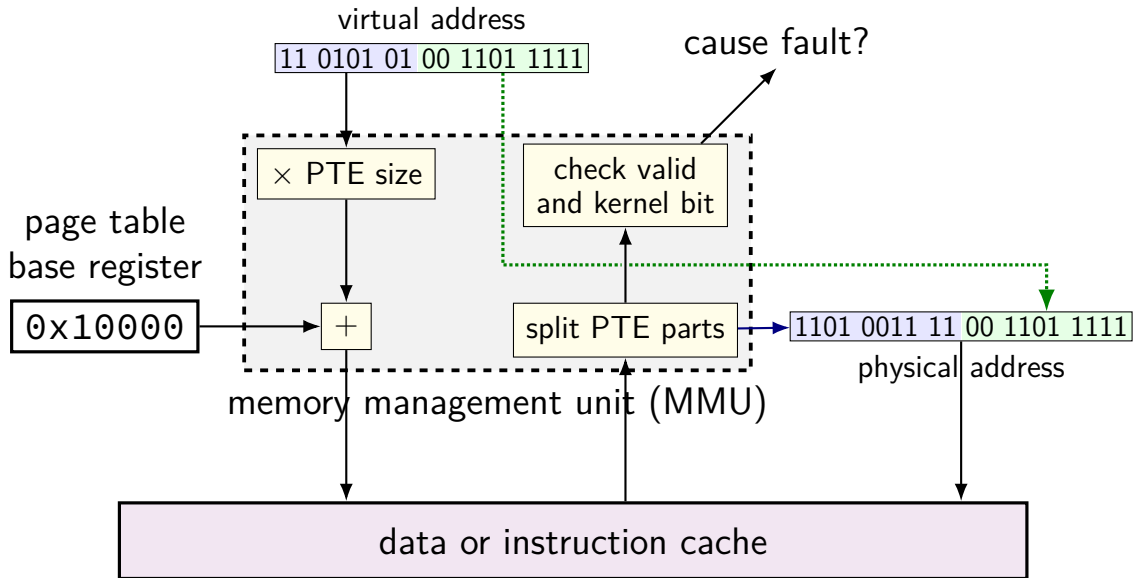 virtual address
11 0101 01 00 1101 1111
cause fault?
× PTE size
check valid
and kernel bit
page table
base register
0x10000
+
split PTE parts
1101 0011 11 00 1101 1111
physical address
memory management unit (MMU)
data or instruction cache